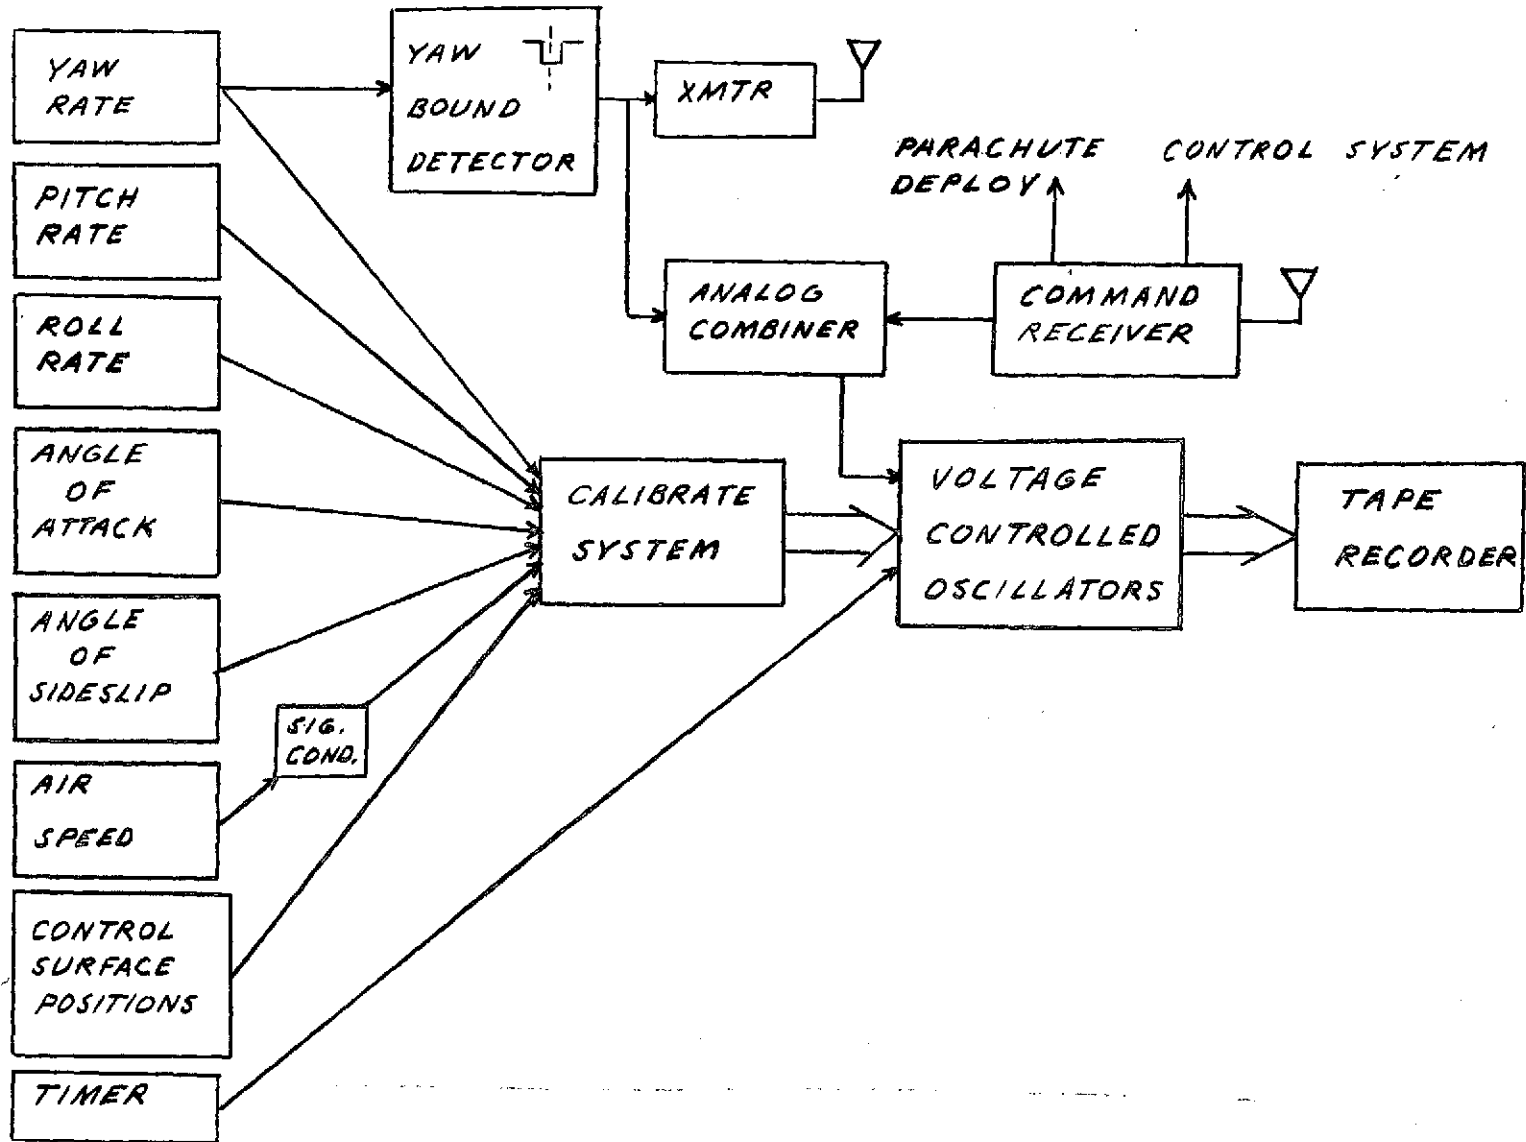 YAW
RATE
YAW
BOUND
DETECTOR
XMTR
PARACHUTE
DEPLOY
CONTROL SYSTEM
PITCH
RATE
ROLL
RATE
ANALOG
COMBINER
COMMAND
RECEIVER
ANGLE
OF
ATTACK
CALIBRATE
SYSTEM
VOLTAGE
CONTROLLED
OSCILLATORS
TAPE
RECORDER
ANGLE
OF
SIDESLIP
SIG.
COND.
AIR
SPEED
CONTROL
SURFACE
POSITIONS
TIMER